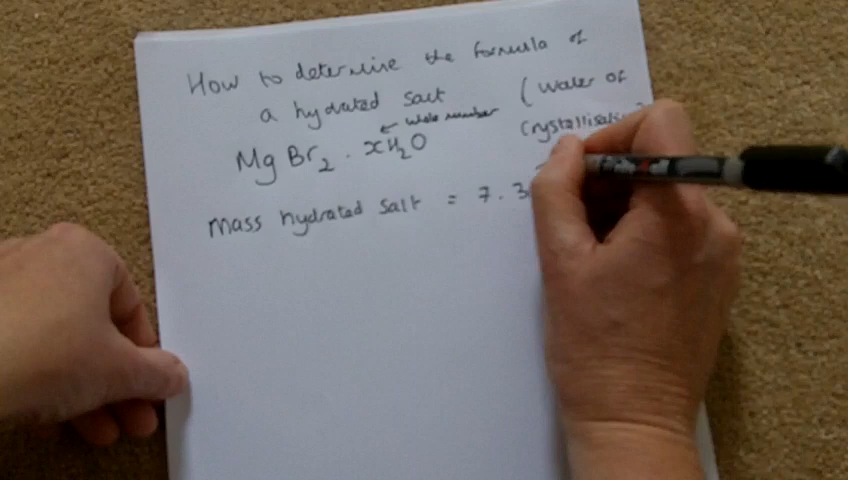 How to determine the formula of
a hydrated salt (water of
← whole number
MgBr₂ . xH₂O
mass hydrated salt = 7.3